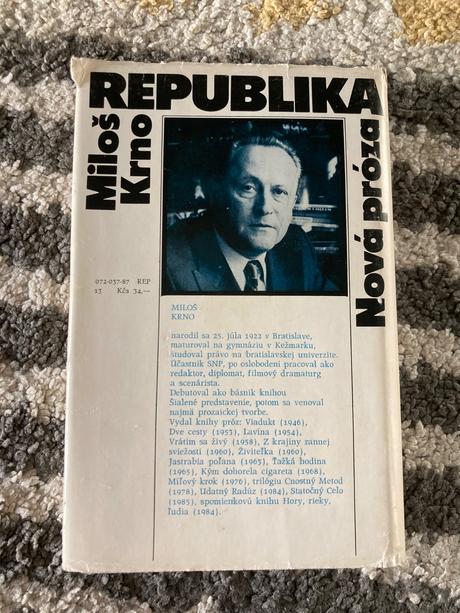 REPUBLIKA
Miloš
Krno
Nová próza
072-037-87 REP
13 Kčs 34,—
MILOŠ
KRNO
narodil sa 25. júla 1922 v Bratislave,
maturoval na gymnáziu v Kežmarku,
študoval právo na bratislavskej univerzite.
Účastník SNP, po oslobodení pracoval ako
redaktor, diplomat, filmový dramaturg
a scenárista.
Debutoval ako básnik knihou
Šialené predstavenie, potom sa venoval
najmä prozaickej tvorbe.
Vydal knihy próz: Viadukt (1946),
Dve cesty (1953), Lavína (1954),
Vrátim sa živý (1958), Z krajiny rannej
sviežosti (1960), Živiteľka (1960),
Jastrabia poľana (1963), Ťažká hodina
(1965), Kým dohorela cigareta (1968),
Míľový krok (1976), trilógiu Cnostný Metod
(1978), Udatný Radúz (1984), Statočný Celo
(1985), spomienkovú knihu Hory, rieky,
ľudia (1984).